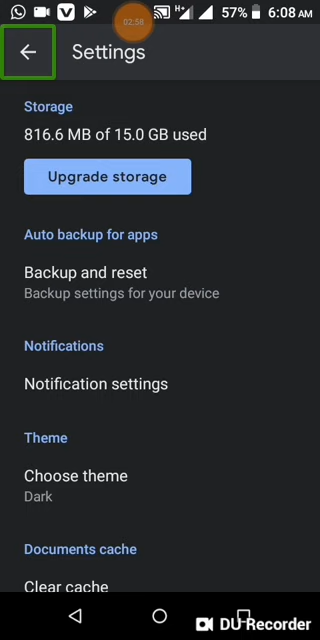 02:58
H+
57%
6:08 AM
Settings
Storage
816.6 MB of 15.0 GB used
Upgrade storage
Auto backup for apps
Backup and reset
Backup settings for your device
Notifications
Notification settings
Theme
Choose theme
Dark
Documents cache
Clear cache
DU Recorder